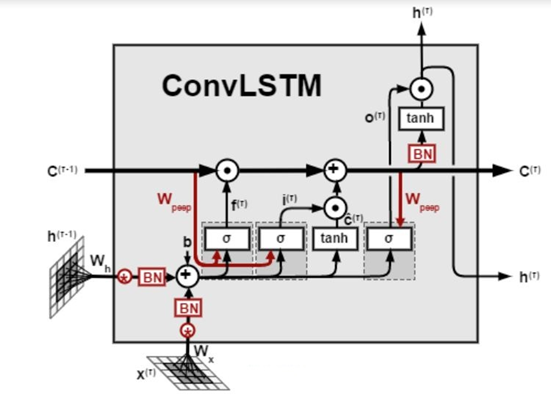 h(τ)
ConvLSTM
o(τ)
tanh
BN
C(τ-1)
C(τ)
W peep
f(τ)
i(τ)
W peep
h(τ-1)
Ĉ(τ)
b
σ
σ
tanh
σ
W h
BN
h(τ)
BN
W x
x(τ)